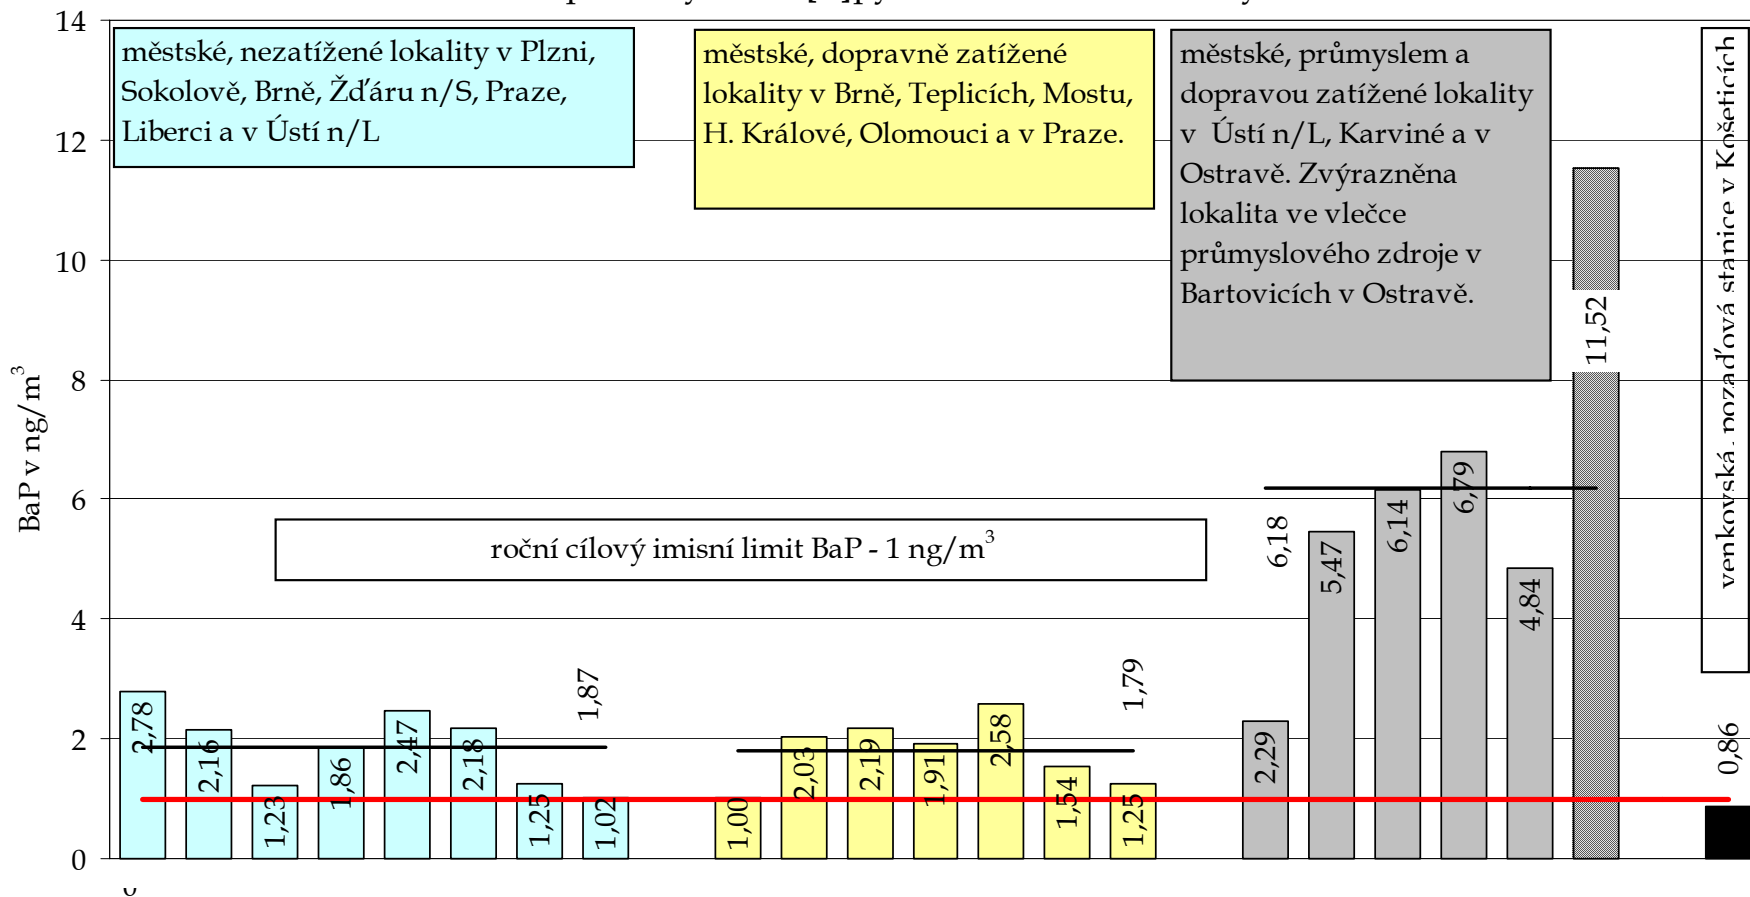 městské, nezatížené lokality v Plzni,
Sokolově, Brně, Žďáru n/S, Praze,
Liberci a v Ústí n/L
městské, dopravně zatížené
lokality v Brně, Teplicích, Mostu,
H. Králové, Olomouci a v Praze.
městské, průmyslem a
dopravou zatížené lokality
v Ústí n/L, Karviné a v
Ostravě. Zvýrazněna
lokalita ve vlečce
průmyslového zdroje v
Bartovicích v Ostravě.
venkovská, pozaďová stanice v Košeticích
roční cílový imisní limit BaP - 1 ng/m³
BaP v ng/m³
14
12
10
8
6
4
2
0
2,78
2,16
1,23
1,86
2,47
2,18
1,25
1,02
1,87
1,00
2,03
2,19
1,91
2,58
1,54
1,25
1,79
2,29
6,18
5,47
6,14
6,79
4,84
11,52
0,86